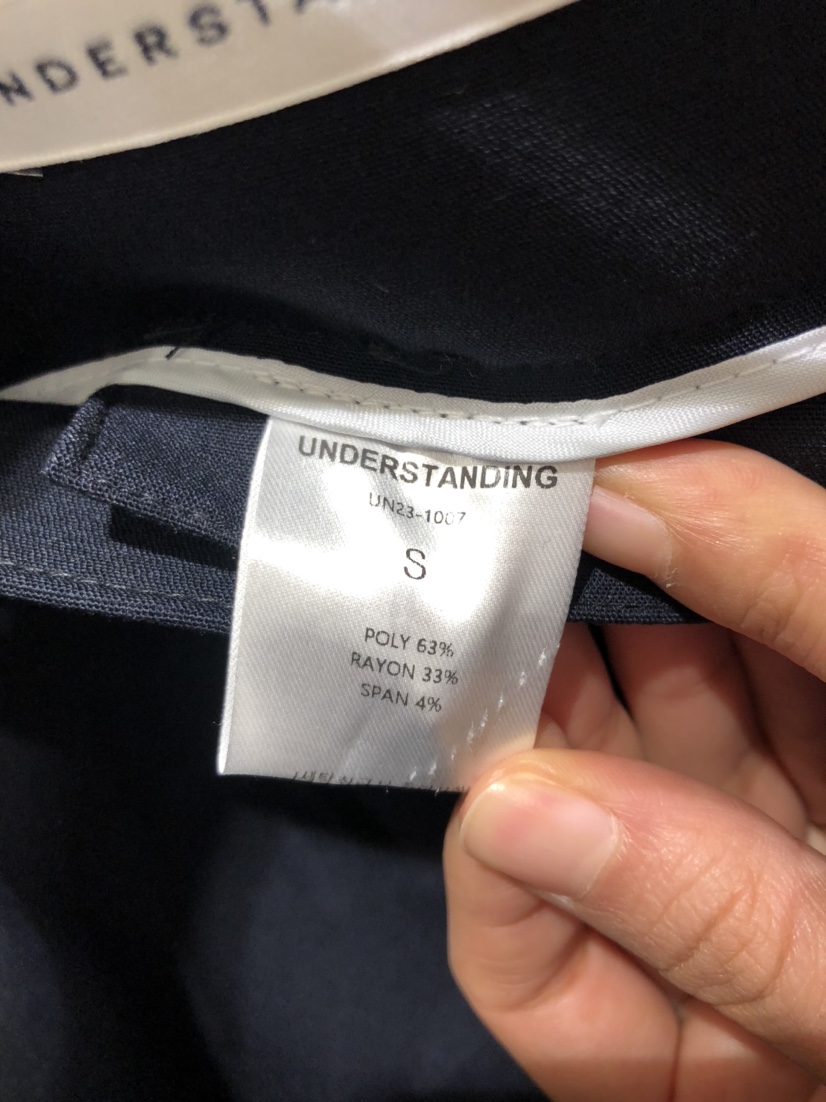 NDERSTA
UNDERSTANDING
UN23-1007
S
POLY 63%
RAYON 33%
SPAN 4%